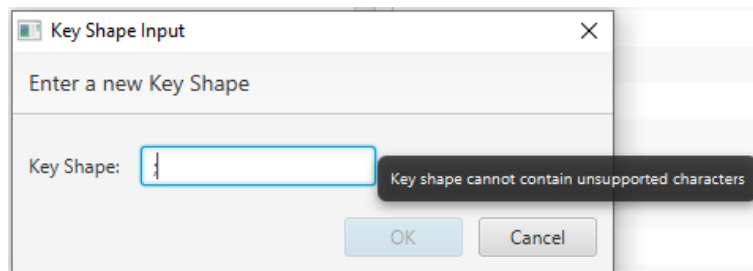 Key Shape Input
Enter a new Key Shape
Key Shape: ;
Key shape cannot contain unsupported characters
OK Cancel